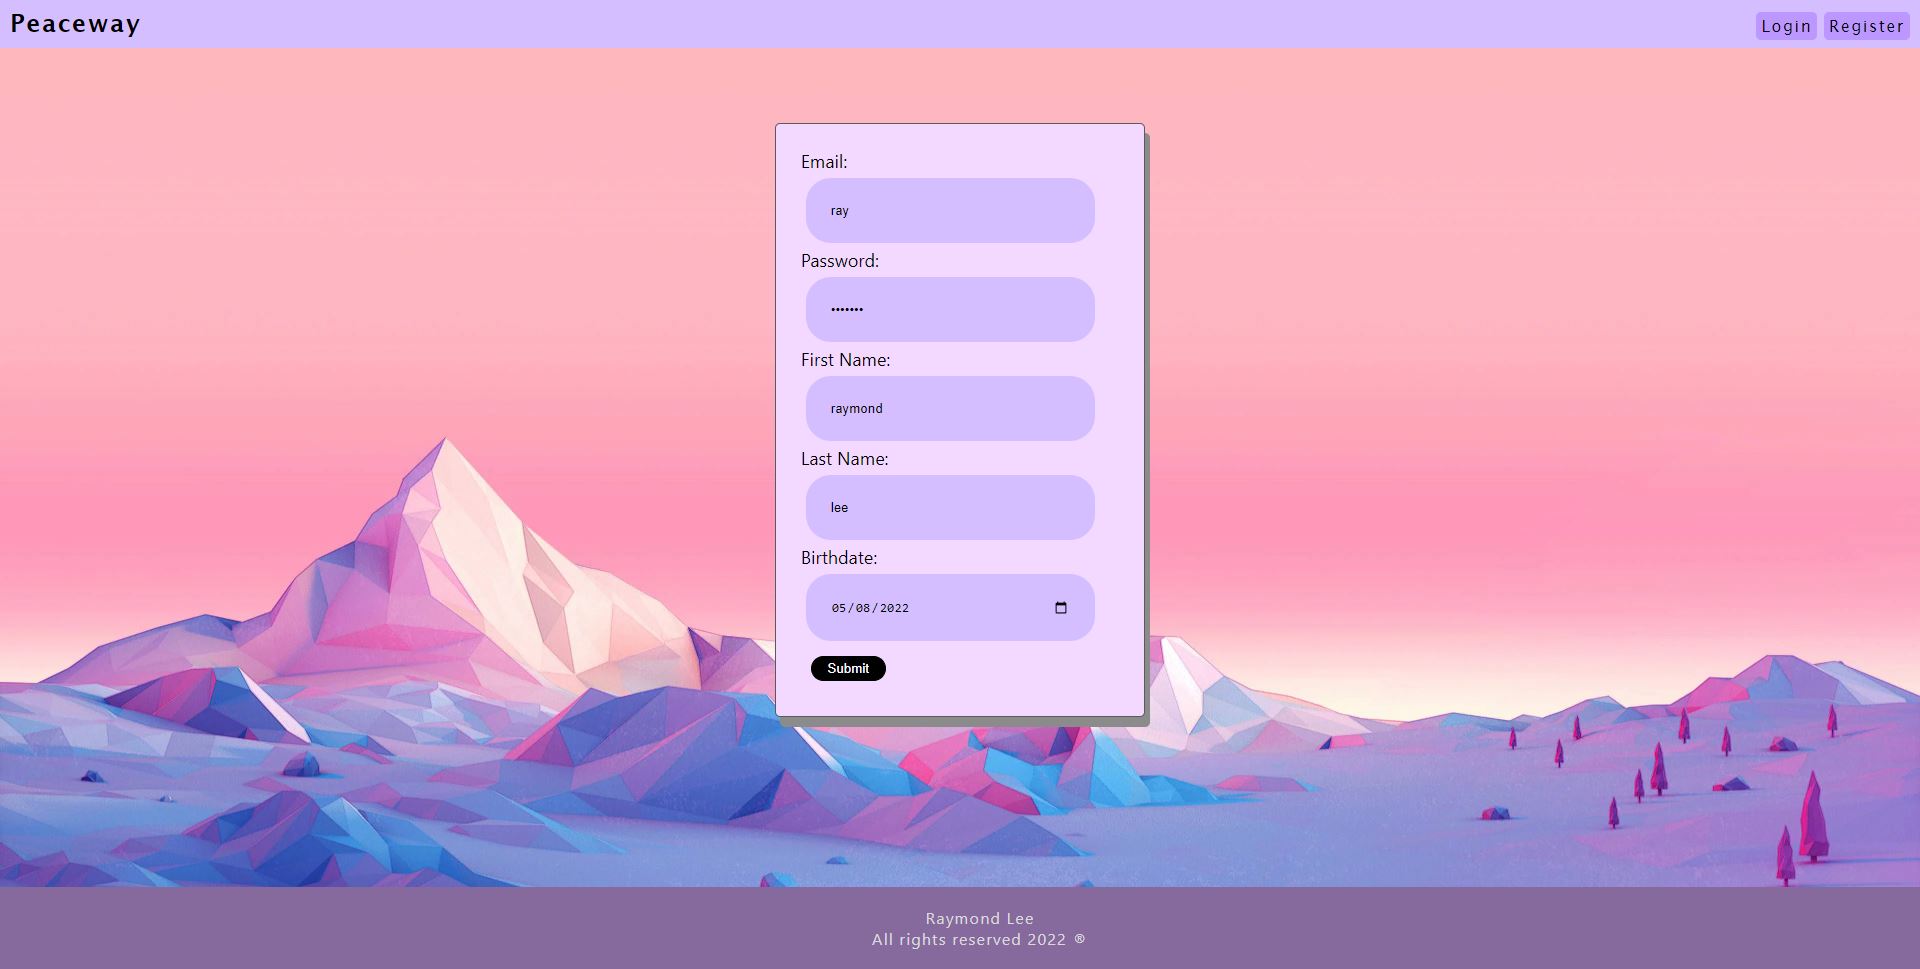 Peaceway
Login Register
Email:
ray
Password:
•••••••
First Name:
raymond
Last Name:
lee
Birthdate:
05/08/2022
Submit
Raymond Lee
All rights reserved 2022 ®